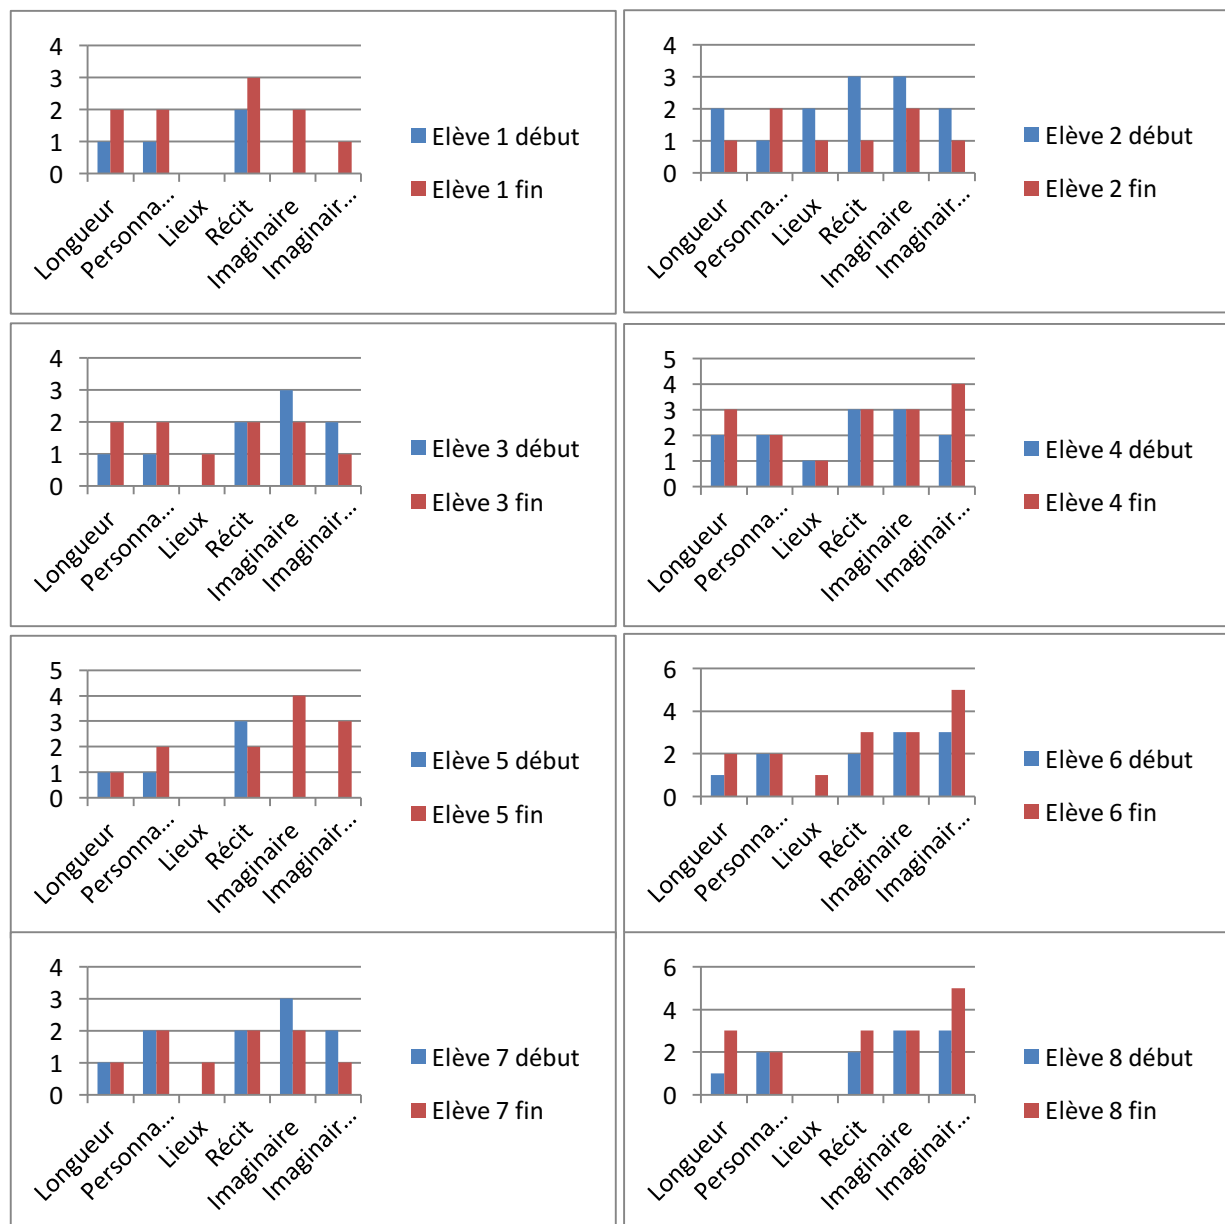 4
3
2
1
0
Longueur
Personna...
Lieux
Récit
Imaginaire
Imaginair...
Elève 1 début
Elève 1 fin
4
3
2
1
0
Longueur
Personna...
Lieux
Récit
Imaginaire
Imaginair...
Elève 2 début
Elève 2 fin
4
3
2
1
0
Longueur
Personna...
Lieux
Récit
Imaginaire
Imaginair...
Elève 3 début
Elève 3 fin
5
4
3
2
1
0
Longueur
Personna...
Lieux
Récit
Imaginaire
Imaginair...
Elève 4 début
Elève 4 fin
5
4
3
2
1
0
Longueur
Personna...
Lieux
Récit
Imaginaire
Imaginair...
Elève 5 début
Elève 5 fin
6
4
2
0
Longueur
Personna...
Lieux
Récit
Imaginaire
Imaginair...
Elève 6 début
Elève 6 fin
4
3
2
1
0
Longueur
Personna...
Lieux
Récit
Imaginaire
Imaginair...
Elève 7 début
Elève 7 fin
6
4
2
0
Longueur
Personna...
Lieux
Récit
Imaginaire
Imaginair...
Elève 8 début
Elève 8 fin